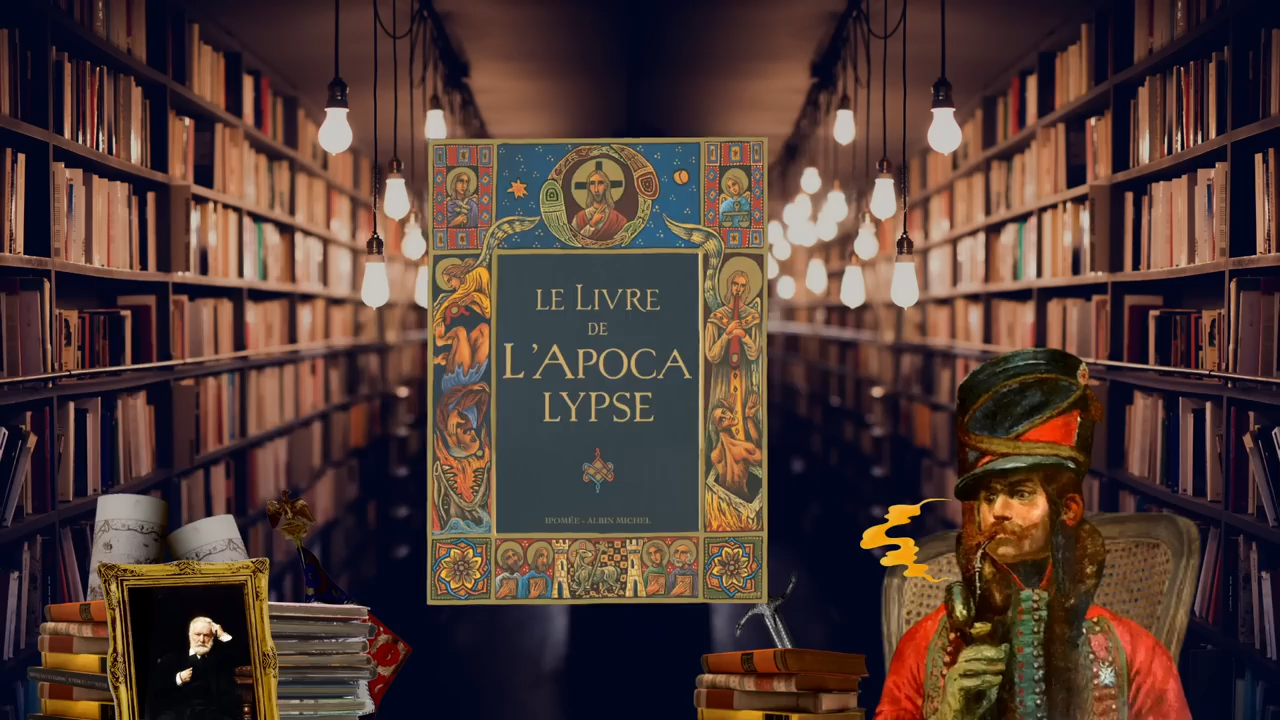 LE LIVRE
DE
L'APOCA
LYPSE
IPOMÉE - ALBIN MICHEL